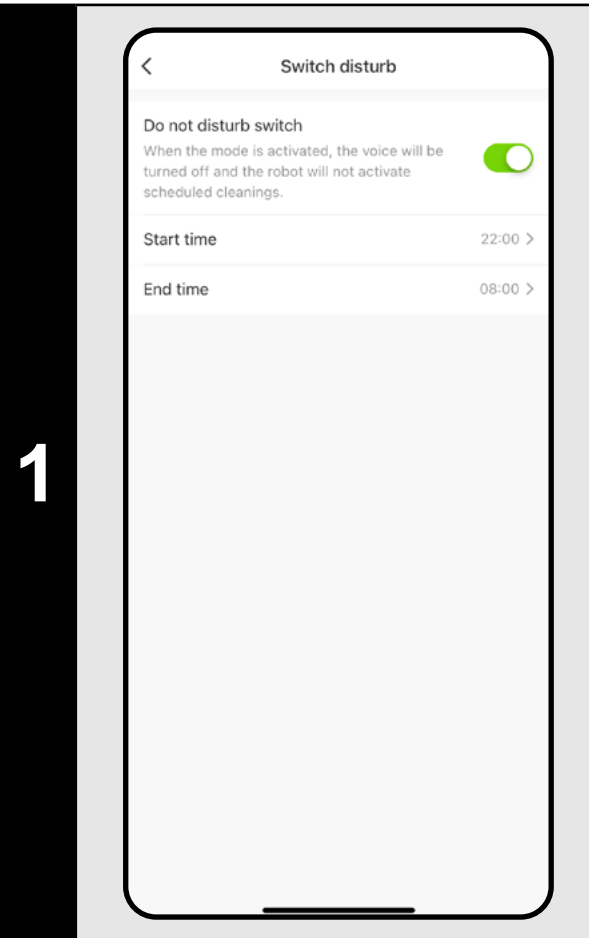 1
Switch disturb
Do not disturb switch
When the mode is activated, the voice will be
turned off and the robot will not activate
scheduled cleanings.
Start time 22:00 >
End time 08:00 >